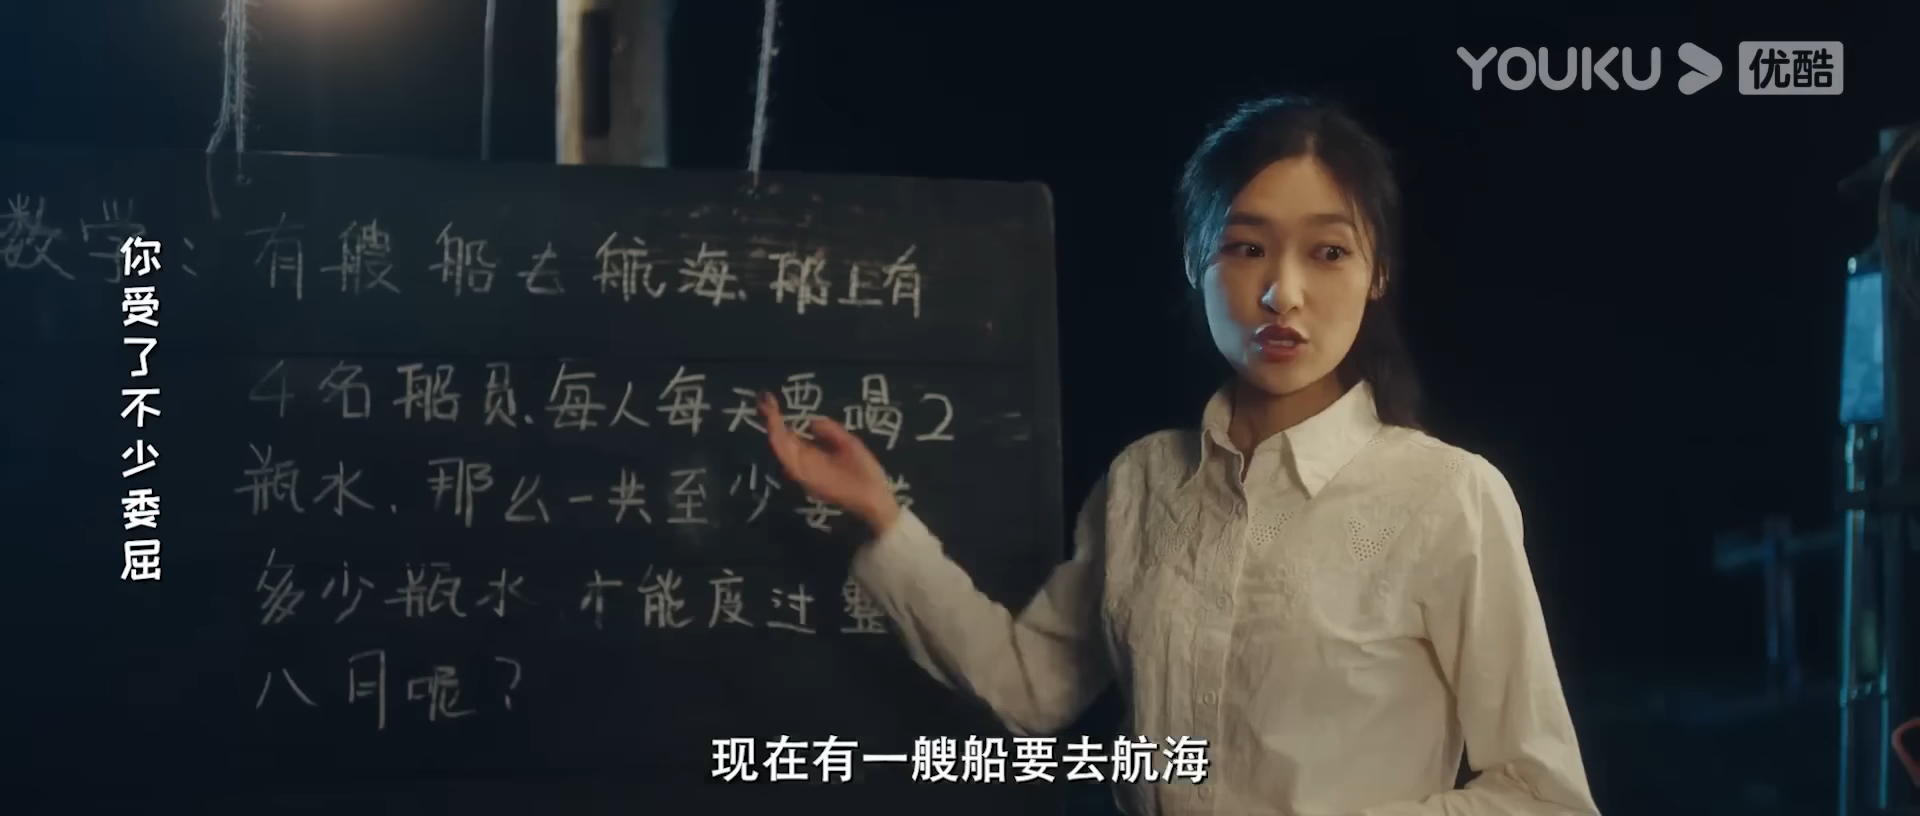 YOUKU 优酷
数学：有艘船去航海，船上有
4名船员，每人每天要喝2
瓶水，那么一共至少要带
多少瓶水，才能度过整
八月呢？
你受了不少委屈
现在有一艘船要去航海